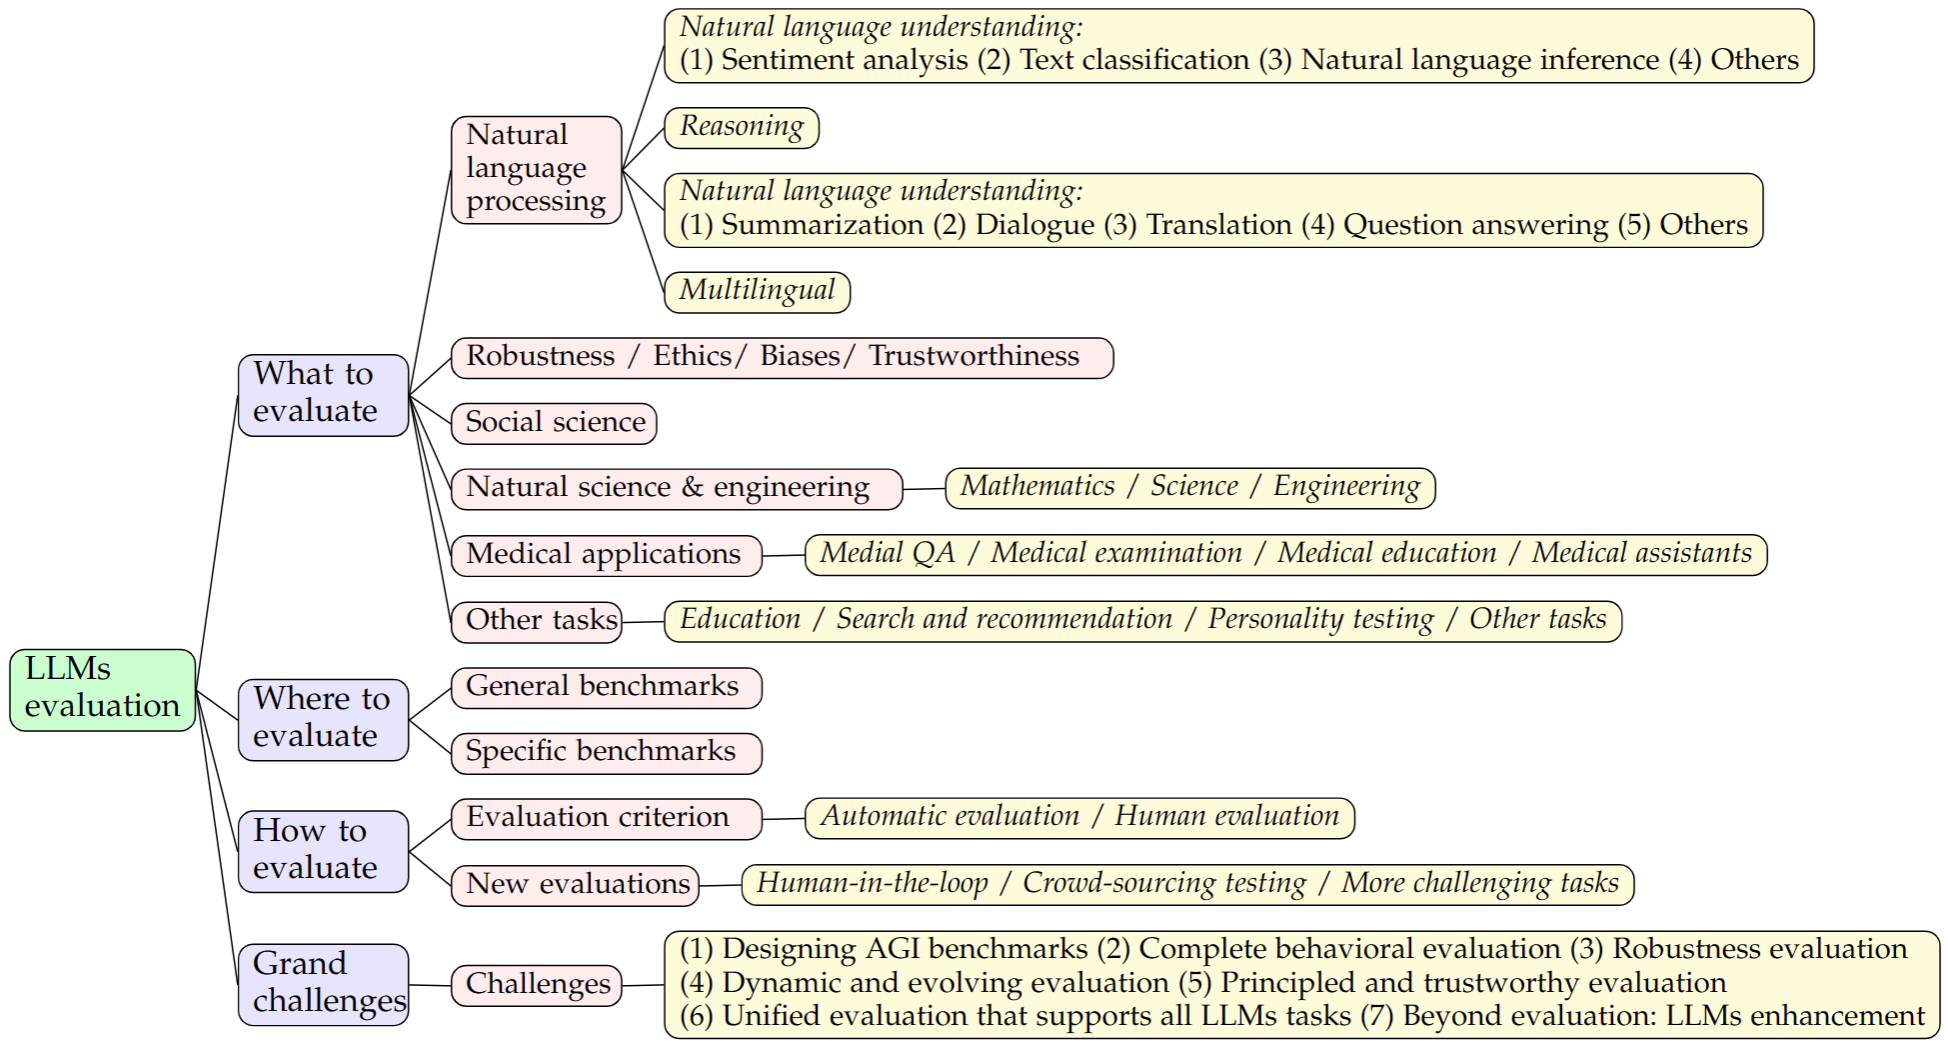 Natural language understanding:
(1) Sentiment analysis (2) Text classification (3) Natural language inference (4) Others
Natural
language
processing
Reasoning
Natural language understanding:
(1) Summarization (2) Dialogue (3) Translation (4) Question answering (5) Others
Multilingual
What to
evaluate
Robustness / Ethics/ Biases/ Trustworthiness
Social science
Natural science & engineering
Mathematics / Science / Engineering
Medical applications
Medial QA / Medical examination / Medical education / Medical assistants
Other tasks
Education / Search and recommendation / Personality testing / Other tasks
LLMs
evaluation
Where to
evaluate
General benchmarks
Specific benchmarks
How to
evaluate
Evaluation criterion
Automatic evaluation / Human evaluation
New evaluations
Human-in-the-loop / Crowd-sourcing testing / More challenging tasks
Grand
challenges
Challenges
(1) Designing AGI benchmarks (2) Complete behavioral evaluation (3) Robustness evaluation
(4) Dynamic and evolving evaluation (5) Principled and trustworthy evaluation
(6) Unified evaluation that supports all LLMs tasks (7) Beyond evaluation: LLMs enhancement